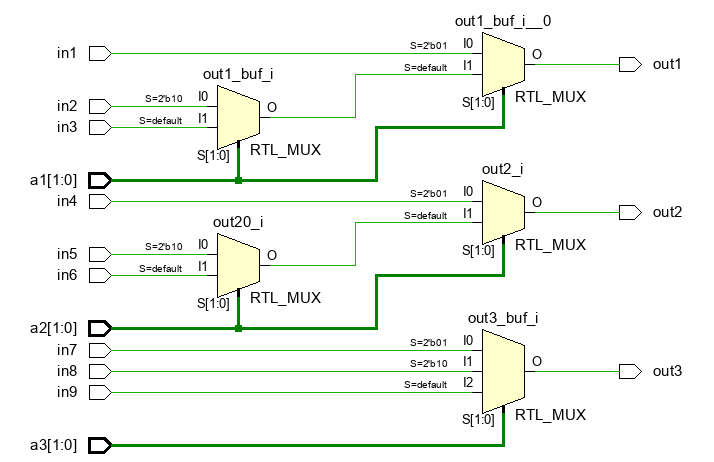 out1_buf_i__0
in1
S=2'b01
I0
O
out1
out1_buf_i
S=default
I1
in2
S=2'b10
I0
O
S[1:0]
RTL_MUX
in3
S=default
I1
S[1:0]
RTL_MUX
a1[1:0]
out2_i
in4
S=2'b01
I0
O
out2
out20_i
S=default
I1
in5
S=2'b10
I0
O
S[1:0]
RTL_MUX
in6
S=default
I1
S[1:0]
RTL_MUX
a2[1:0]
out3_buf_i
in7
S=2'b01
I0
in8
S=2'b10
I1
O
out3
in9
S=default
I2
S[1:0]
RTL_MUX
a3[1:0]